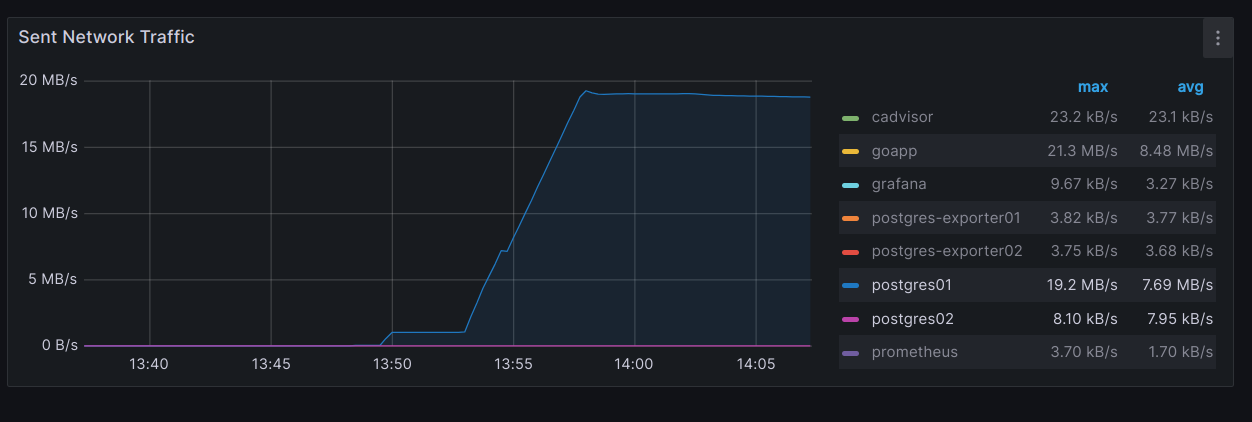 Sent Network Traffic
max avg
20 MB/s
15 MB/s
10 MB/s
5 MB/s
0 B/s
13:40 13:45 13:50 13:55 14:00 14:05
cadvisor 23.2 kB/s 23.1 kB/s
goapp 21.3 MB/s 8.48 MB/s
grafana 9.67 kB/s 3.27 kB/s
postgres-exporter01 3.82 kB/s 3.77 kB/s
postgres-exporter02 3.75 kB/s 3.68 kB/s
postgres01 19.2 MB/s 7.69 MB/s
postgres02 8.10 kB/s 7.95 kB/s
prometheus 3.70 kB/s 1.70 kB/s